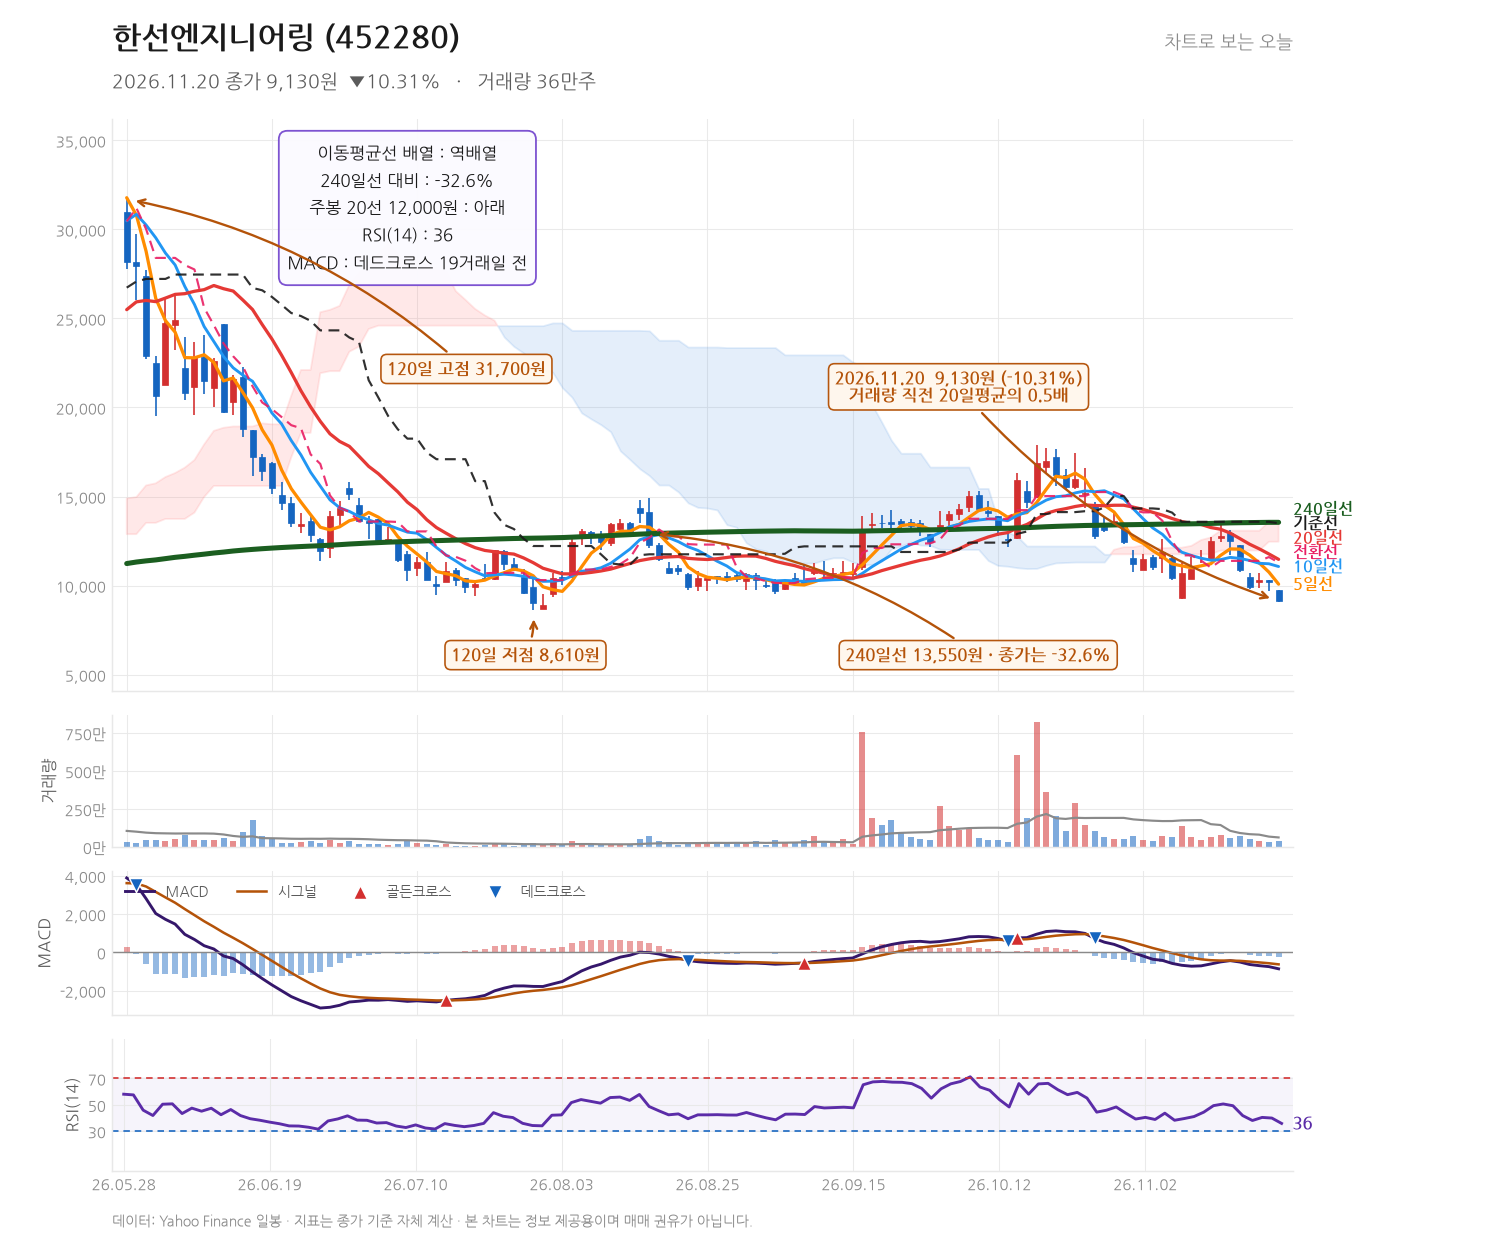 한선엔지니어링 (452280)
차트로 보는 오늘
2026.11.20 종가 9,130원 ▼10.31% · 거래량 36만주
35,000
30,000
25,000
20,000
15,000
10,000
5,000
이동평균선 배열 : 역배열
240일선 대비 : -32.6%
주봉 20선 12,000원 : 아래
RSI(14) : 36
MACD : 데드크로스 19거래일 전
120일 고점 31,700원
2026.11.20 9,130원 (-10.31%)
거래량 직전 20일평균의 0.5배
120일 저점 8,610원
240일선 13,550원 · 종가는 -32.6%
240일선
기준선
20일선
전환선
10일선
5일선
거래량
750만
500만
250만
0만
MACD
4,000
2,000
0
-2,000
MACD
시그널
골든크로스
데드크로스
RSI(14)
70
50
30
36
26.05.28
26.06.19
26.07.10
26.08.03
26.08.25
26.09.15
26.10.12
26.11.02
데이터: Yahoo Finance 일봉 · 지표는 종가 기준 자체 계산 · 본 차트는 정보 제공용이며 매매 권유가 아닙니다.